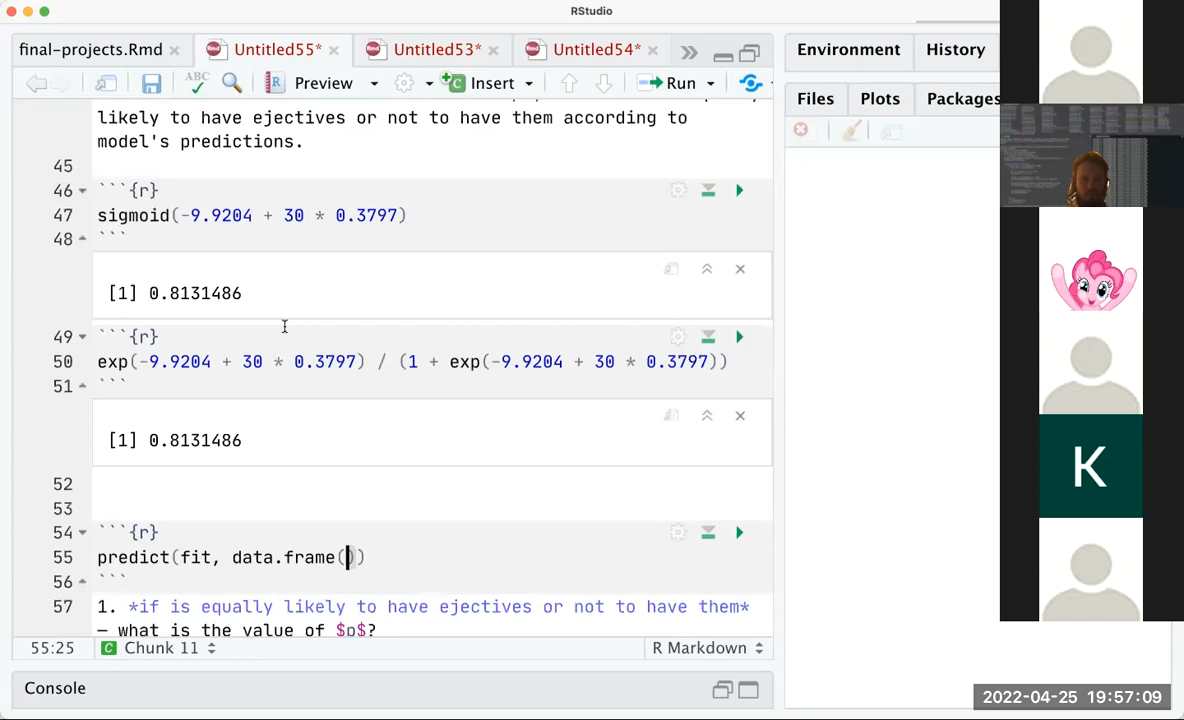 RStudio
final-projects.Rmd
Untitled55*
Untitled53*
Untitled54*
Environment
History
ABC
Preview
Insert
Run
Files
Plots
Packages
likely to have ejectives or not to have them according to
model's predictions.
45
46 ```{r}
47 sigmoid(-9.9204 + 30 * 0.3797)
48 ```
[1] 0.8131486
49 ```{r}
50 exp(-9.9204 + 30 * 0.3797) / (1 + exp(-9.9204 + 30 * 0.3797))
51 ```
[1] 0.8131486
52
53
54 ```{r}
55 predict(fit, data.frame())
56 ```
57 1. *if is equally likely to have ejectives or not to have them*
— what is the value of $p$?
55:25
C Chunk 11
R Markdown
Console
K
2022-04-25 19:57:09